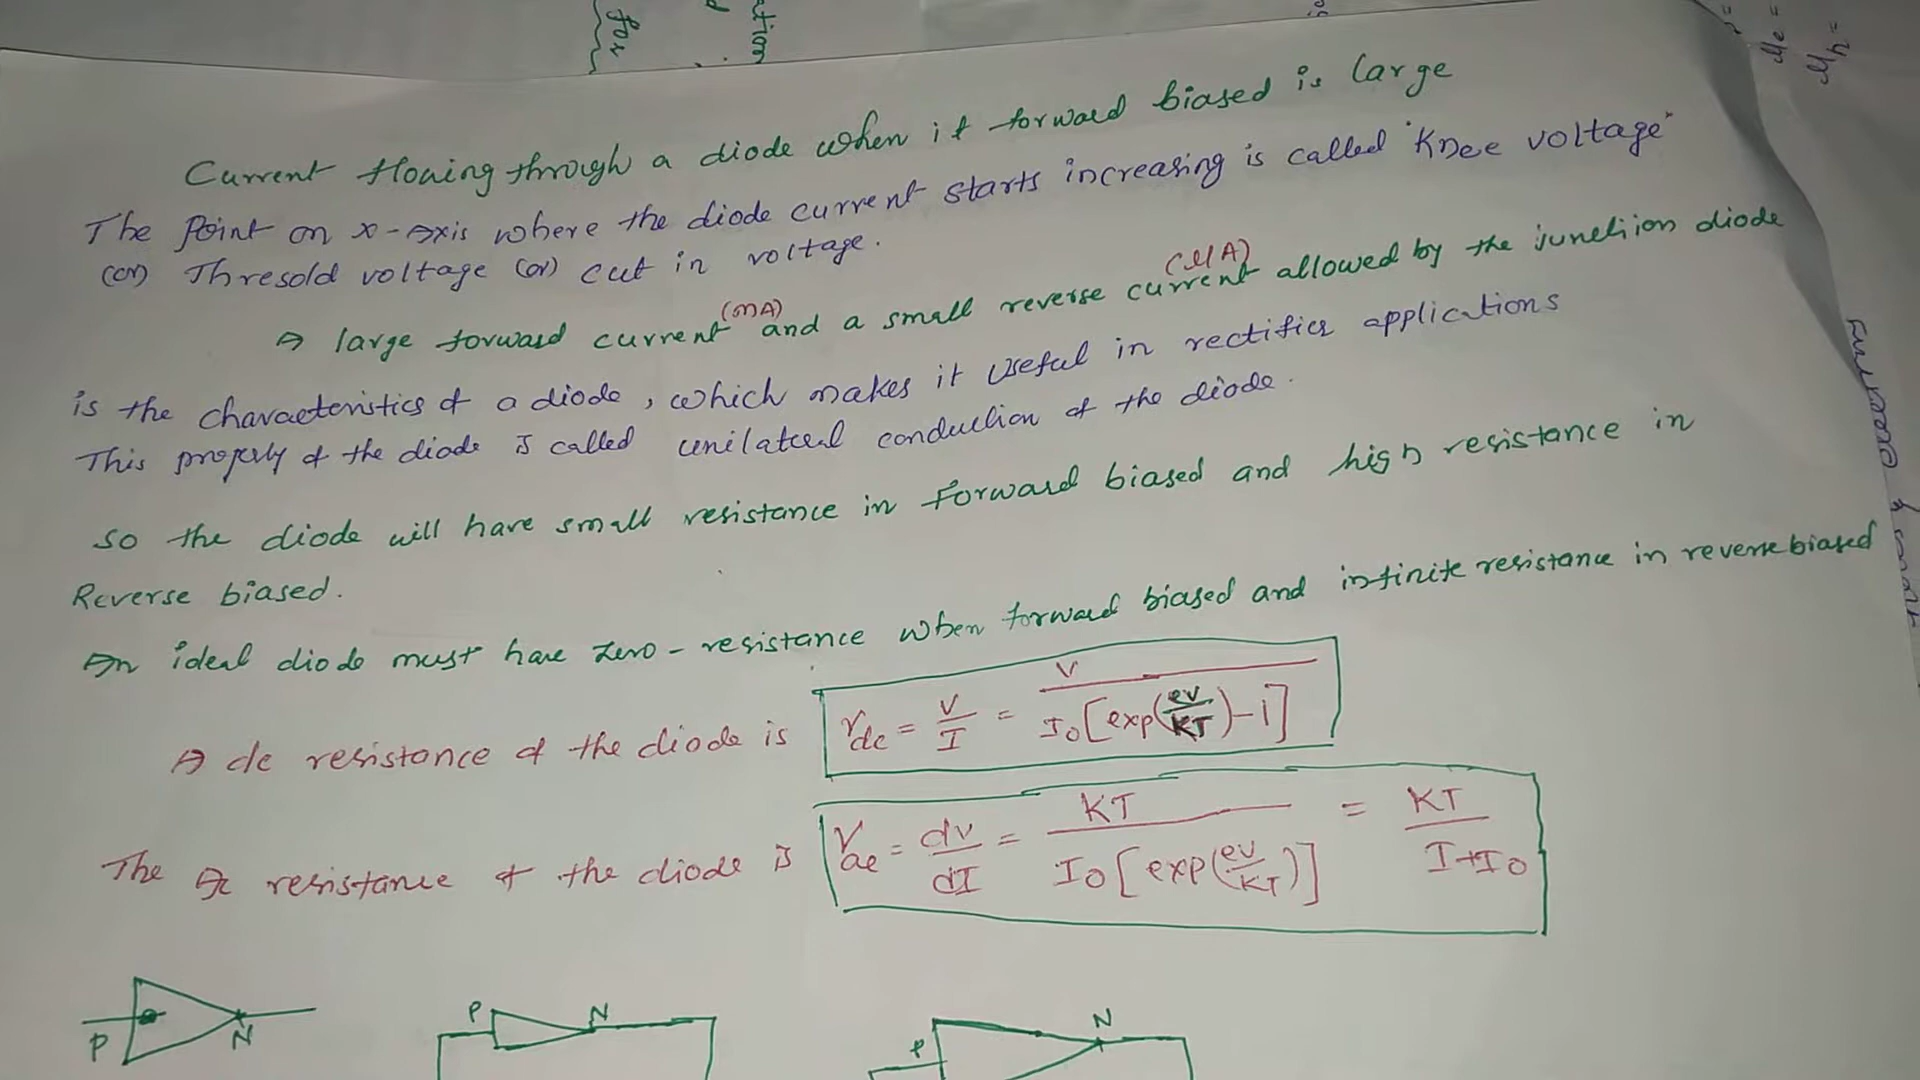 for
ation
Me =
Mh =
Current flowing through a diode when it forward biased is large
The Point on x-axis where the diode current starts increasing is called "Knee voltage"
(or) Thresold voltage (or) cut in voltage.
→ large forward current (mA) and a small reverse current (μA) allowed by the junction diode
is the characteristics of a diode, which makes it useful in rectifier applications
This property of the diode is called unilateral conduction of the diode.
so the diode will have small resistance in forward biased and high resistance in
Reverse biased.
An ideal diode must have zero-resistance when forward biased and infinite resistance in reverse biased
→ dc resistance of the diode is rdc = V/I = V/I0[exp(eV/KT)-1]
The Ac resistance of the diode is rac = dv/dI = KT/I0[exp(eV/KT)] = KT/I+I0
P N
P N
P N